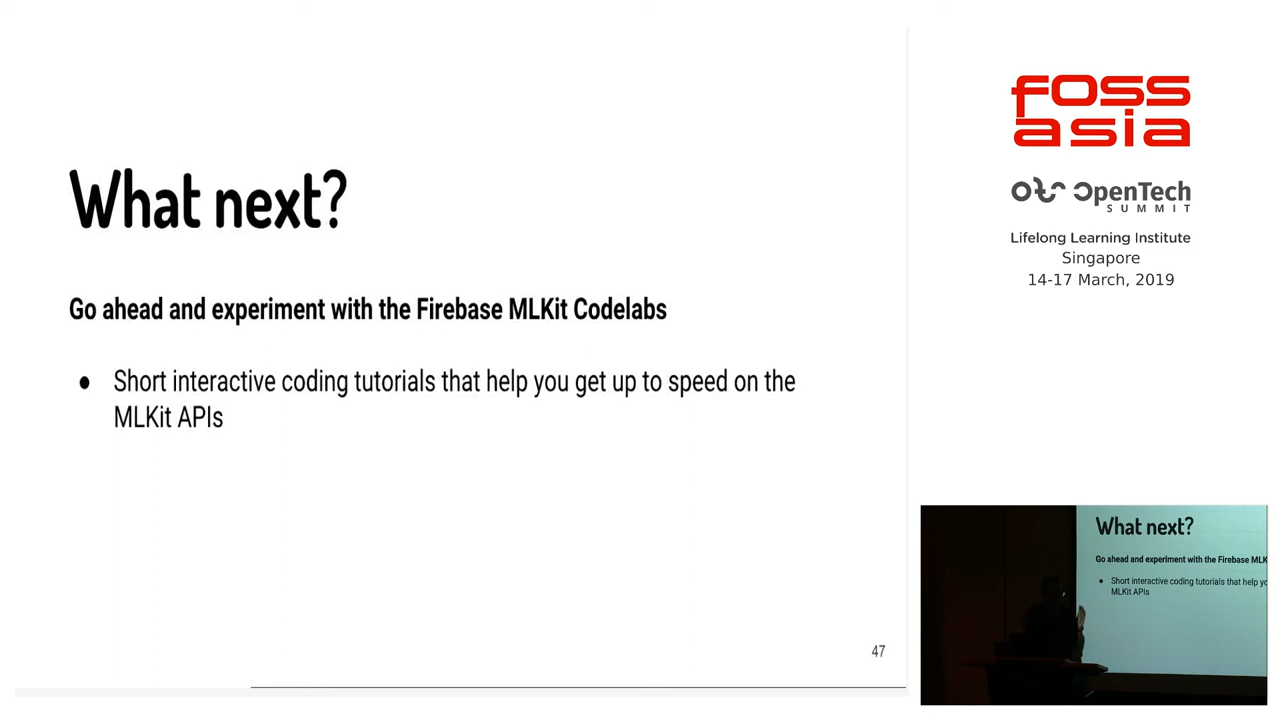 What next?
Go ahead and experiment with the Firebase MLKit Codelabs
● Short interactive coding tutorials that help you get up to speed on the
MLKit APIs
47
foss
asia
OpenTech
SUMMIT
Lifelong Learning Institute
Singapore
14-17 March, 2019
What next?
Go ahead and experiment with the Firebase MLK
● Short interactive coding tutorials that help yo
MLKit APIs